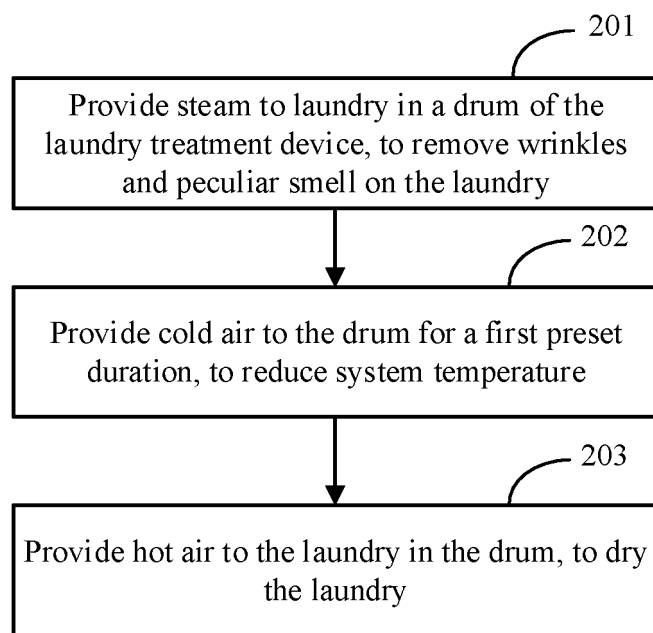 201
Provide steam to laundry in a drum of the
laundry treatment device, to remove wrinkles
and peculiar smell on the laundry
202
Provide cold air to the drum for a first preset
duration, to reduce system temperature
203
Provide hot air to the laundry in the drum, to dry
the laundry